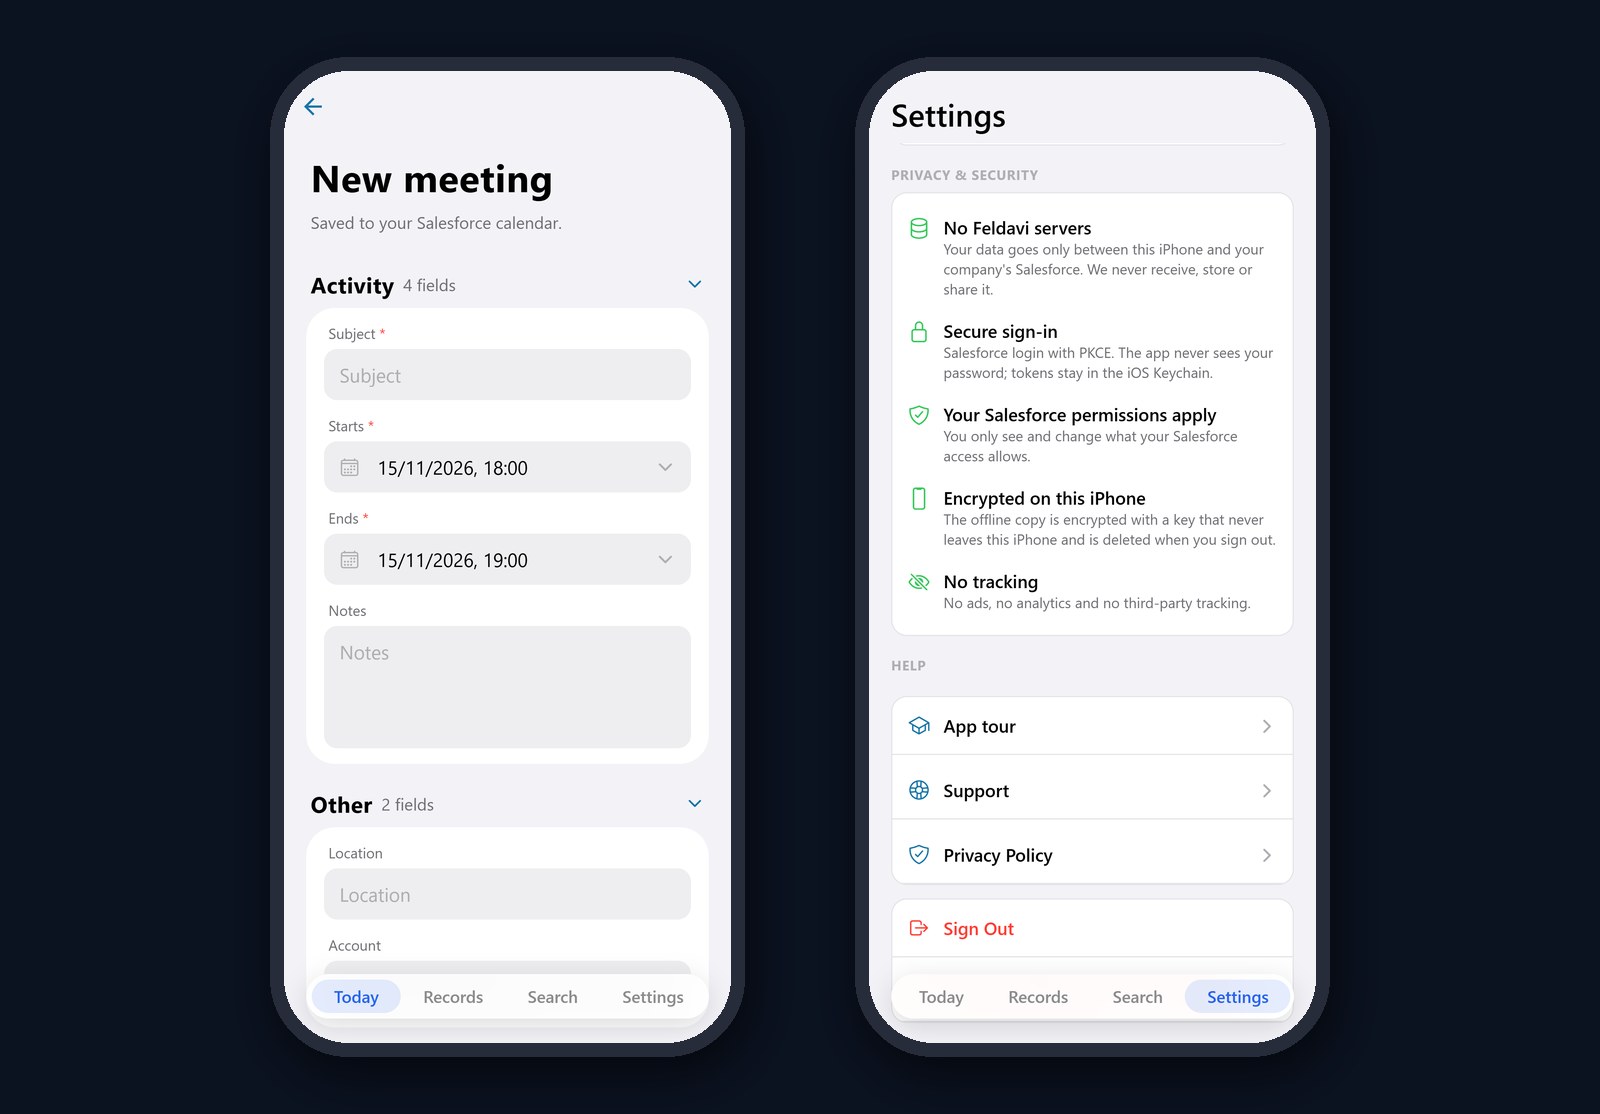 New meeting
Saved to your Salesforce calendar.
Activity 4 fields
Subject *
Subject
Starts *
15/11/2026, 18:00
Ends *
15/11/2026, 19:00
Notes
Notes
Other 2 fields
Location
Location
Account
Today Records Search Settings
Settings
PRIVACY & SECURITY
No Feldavi servers
Your data goes only between this iPhone and your
company's Salesforce. We never receive, store or
share it.
Secure sign-in
Salesforce login with PKCE. The app never sees your
password; tokens stay in the iOS Keychain.
Your Salesforce permissions apply
You only see and change what your Salesforce
access allows.
Encrypted on this iPhone
The offline copy is encrypted with a key that never
leaves this iPhone and is deleted when you sign out.
No tracking
No ads, no analytics and no third-party tracking.
HELP
App tour
Support
Privacy Policy
Sign Out
Today Records Search Settings